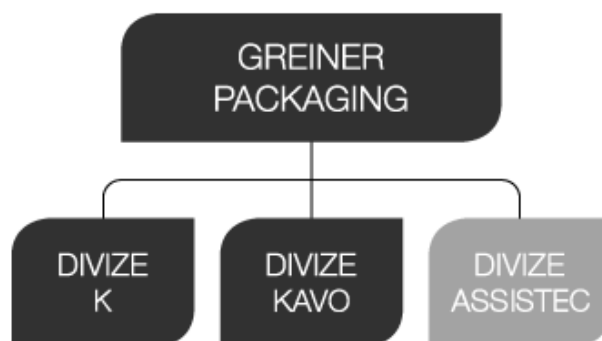 GREINER
PACKAGING
DIVIZE
K
DIVIZE
KAVO
DIVIZE
ASSISTEC